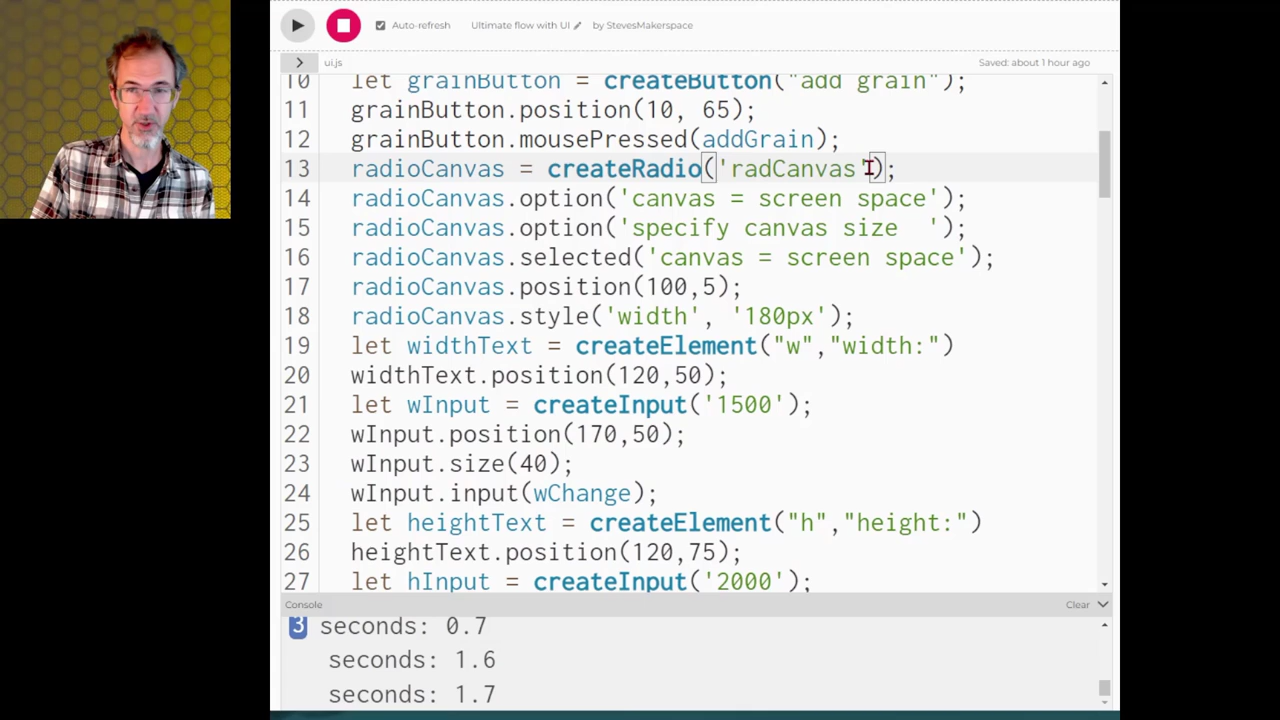 Auto-refresh Ultimate flow with UI by StevesMakerspace
> ui.js Saved: about 1 hour ago
10 let grainButton = createButton("add grain");
11 grainButton.position(10, 65);
12 grainButton.mousePressed(addGrain);
13 radioCanvas = createRadio('radCanvas');
14 radioCanvas.option('canvas = screen space');
15 radioCanvas.option('specify canvas size  ');
16 radioCanvas.selected('canvas = screen space');
17 radioCanvas.position(100,5);
18 radioCanvas.style('width', '180px');
19 let widthText = createElement("w","width:")
20 widthText.position(120,50);
21 let wInput = createInput('1500');
22 wInput.position(170,50);
23 wInput.size(40);
24 wInput.input(wChange);
25 let heightText = createElement("h","height:")
26 heightText.position(120,75);
27 let hInput = createInput('2000');
Console Clear
3 seconds: 0.7
seconds: 1.6
seconds: 1.7